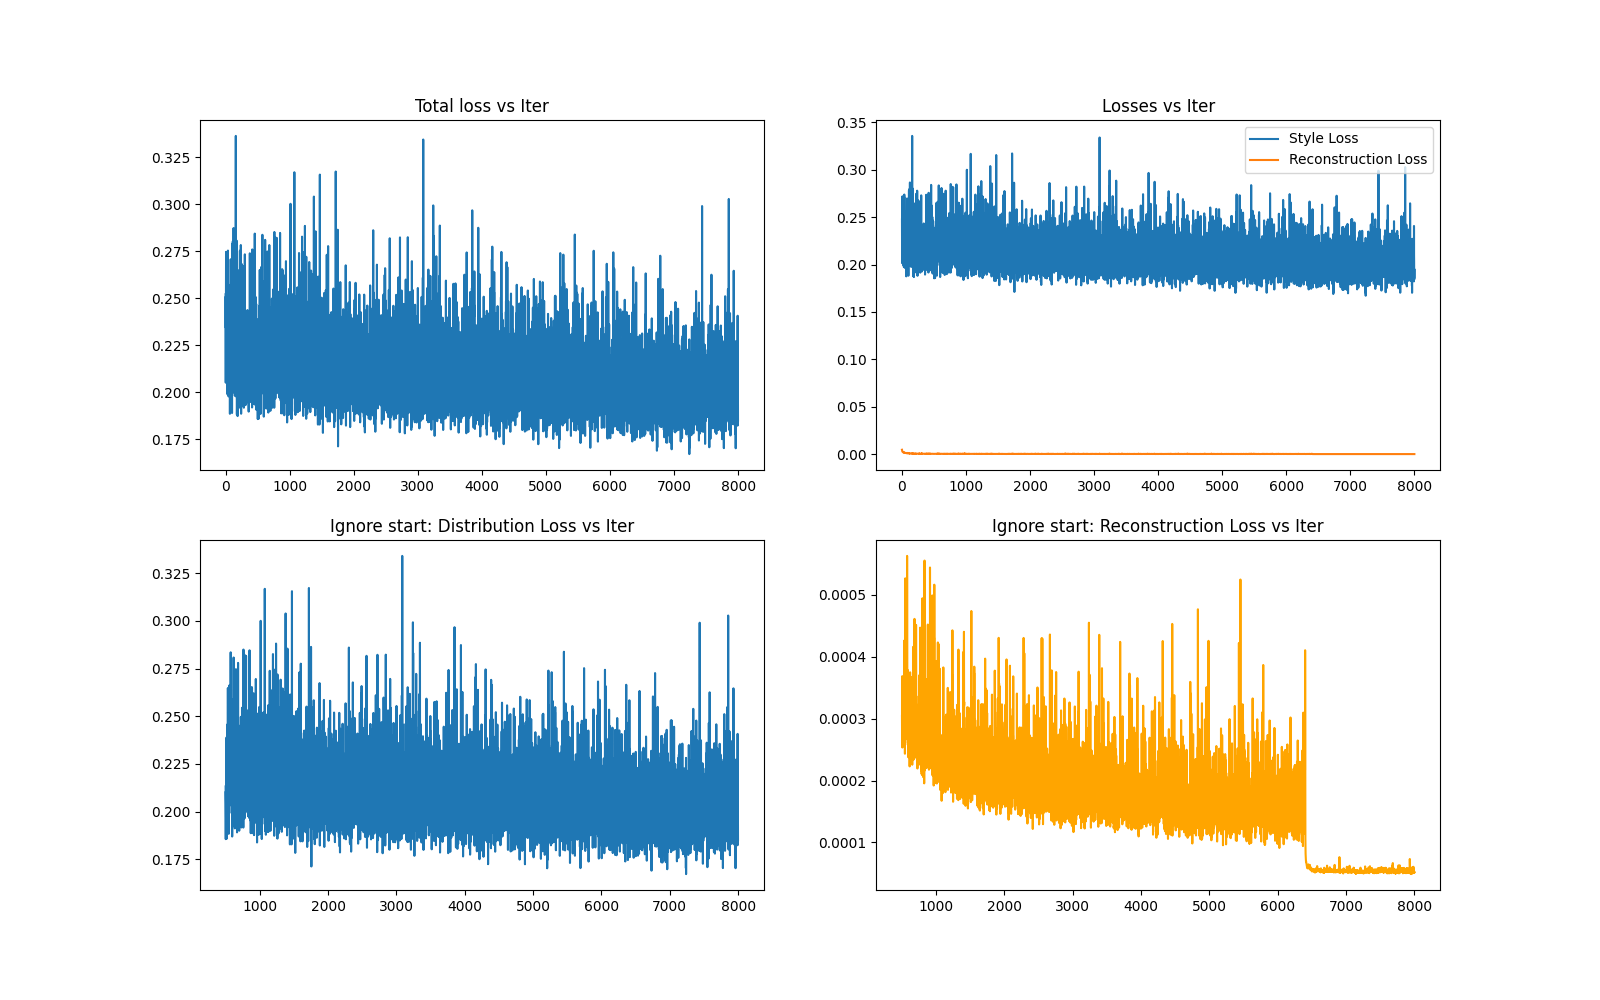 Total loss vs Iter
0.325
0.300
0.275
0.250
0.225
0.200
0.175
0 1000 2000 3000 4000 5000 6000 7000 8000
Losses vs Iter
Style Loss
Reconstruction Loss
0.35
0.30
0.25
0.20
0.15
0.10
0.05
0.00
0 1000 2000 3000 4000 5000 6000 7000 8000
Ignore start: Distribution Loss vs Iter
0.325
0.300
0.275
0.250
0.225
0.200
0.175
1000 2000 3000 4000 5000 6000 7000 8000
Ignore start: Reconstruction Loss vs Iter
0.0005
0.0004
0.0003
0.0002
0.0001
1000 2000 3000 4000 5000 6000 7000 8000